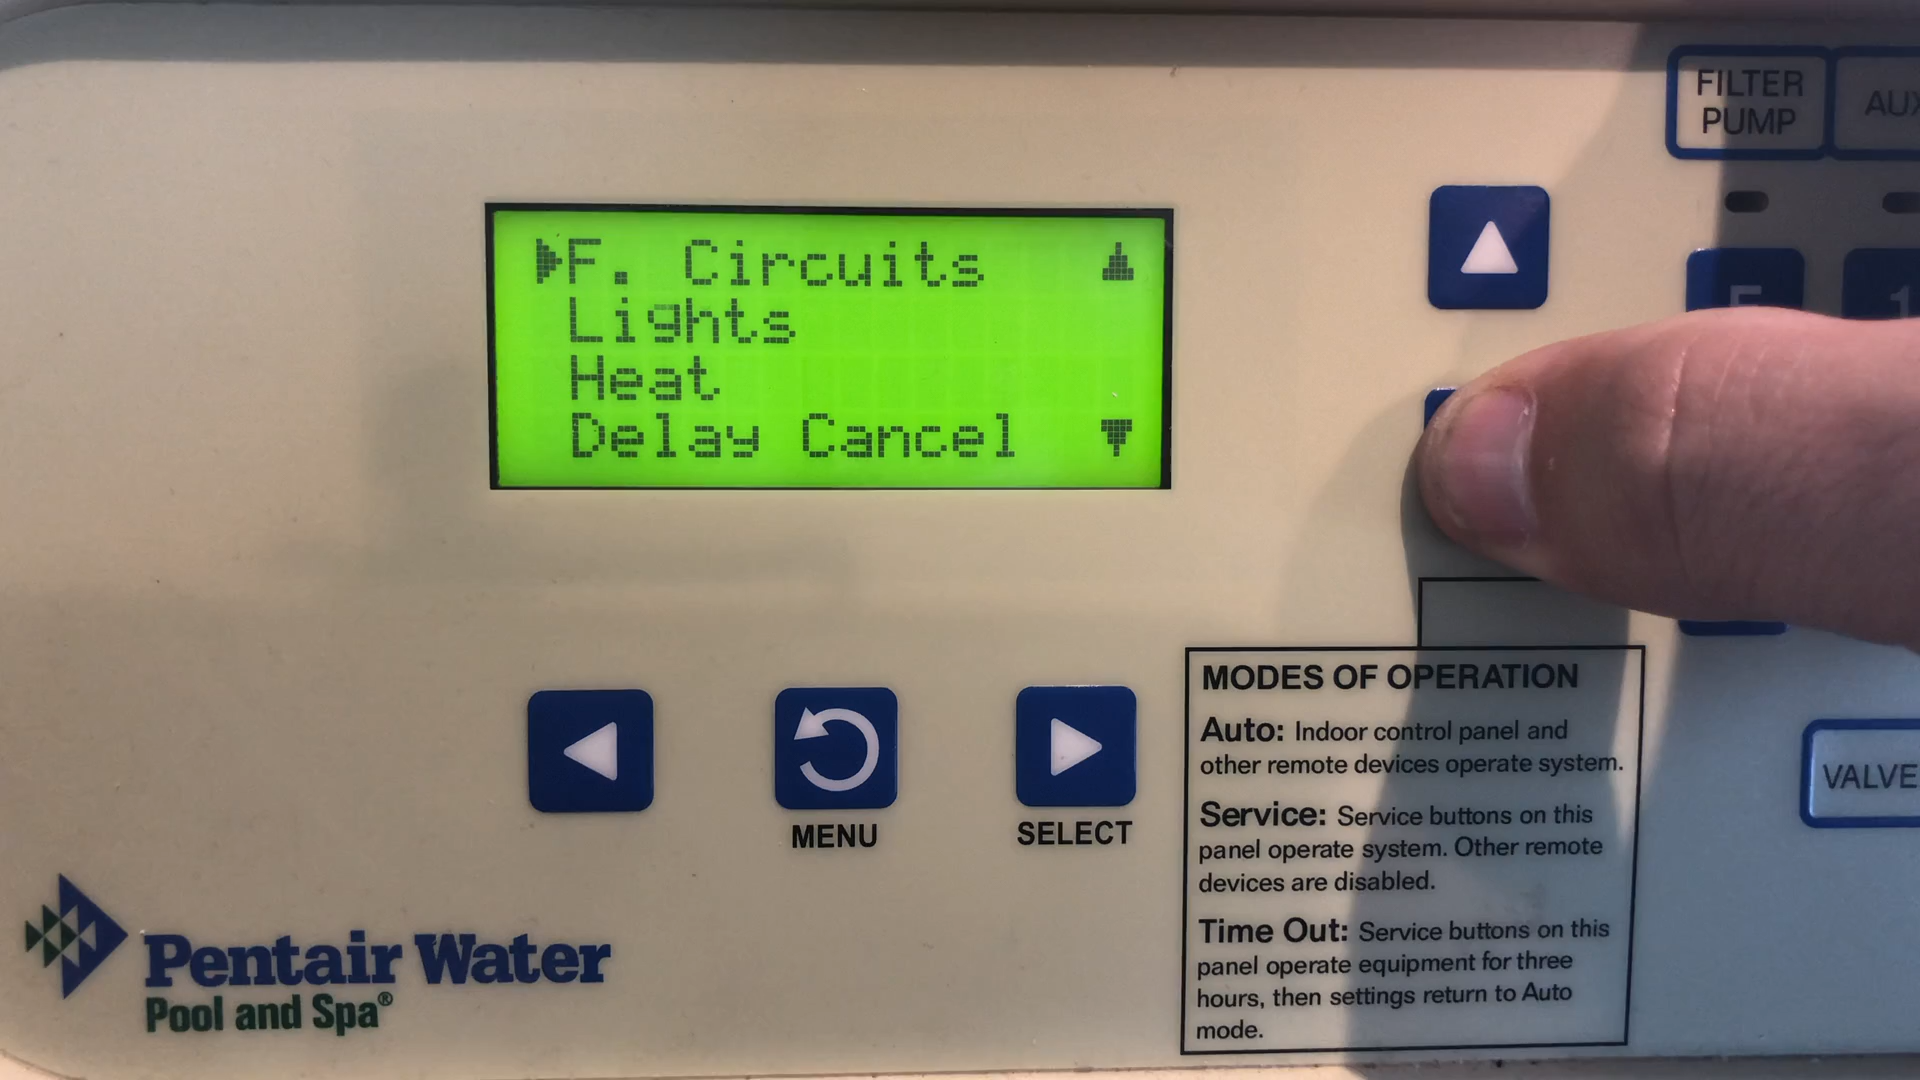 F. Circuits
Lights
Heat
Delay Cancel
FILTER
PUMP
MENU
SELECT
MODES OF OPERATION
Auto: Indoor control panel and
other remote devices operate system.
Service: Service buttons on this
panel operate system. Other remote
devices are disabled.
Time Out: Service buttons on this
panel operate equipment for three
hours, then settings return to Auto
mode.
Pentair Water
Pool and Spa®